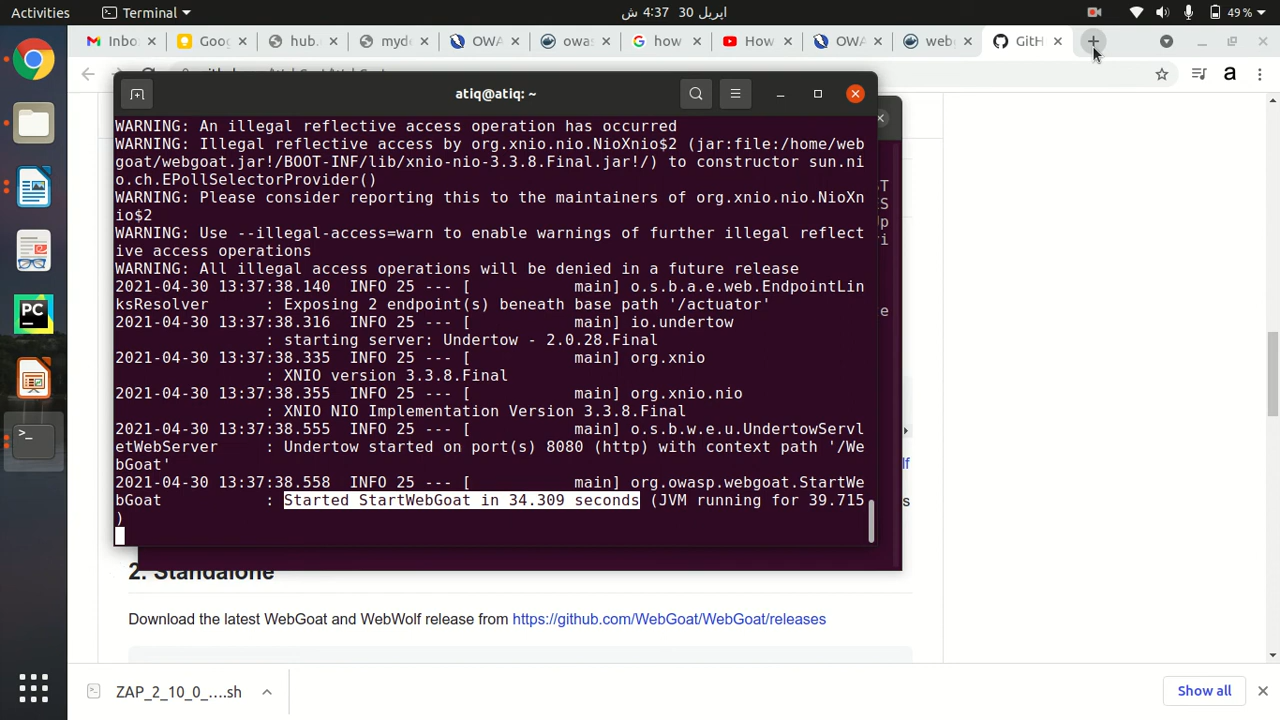 Activities
Terminal
اپریل 30 4:37 ش
49 %
Inbo
Goog
hub.
myde
OWA
owas
how
How
OWA
webg
GitH
atiq@atiq: ~
WARNING: An illegal reflective access operation has occurred
WARNING: Illegal reflective access by org.xnio.nio.NioXnio$2 (jar:file:/home/web
goat/webgoat.jar!/BOOT-INF/lib/xnio-nio-3.3.8.Final.jar!/) to constructor sun.ni
o.ch.EPollSelectorProvider()
WARNING: Please consider reporting this to the maintainers of org.xnio.nio.NioXn
io$2
WARNING: Use --illegal-access=warn to enable warnings of further illegal reflect
ive access operations
WARNING: All illegal access operations will be denied in a future release
2021-04-30 13:37:38.140  INFO 25 --- [           main] o.s.b.a.e.web.EndpointLin
ksResolver      : Exposing 2 endpoint(s) beneath base path '/actuator'
2021-04-30 13:37:38.316  INFO 25 --- [           main] io.undertow
                : starting server: Undertow - 2.0.28.Final
2021-04-30 13:37:38.335  INFO 25 --- [           main] org.xnio
                : XNIO version 3.3.8.Final
2021-04-30 13:37:38.355  INFO 25 --- [           main] org.xnio.nio
                : XNIO NIO Implementation Version 3.3.8.Final
2021-04-30 13:37:38.555  INFO 25 --- [           main] o.s.b.w.e.u.UndertowServl
etWebServer     : Undertow started on port(s) 8080 (http) with context path '/We
bGoat'
2021-04-30 13:37:38.558  INFO 25 --- [           main] org.owasp.webgoat.StartWe
bGoat           : Started StartWebGoat in 34.309 seconds (JVM running for 39.715
)
2. Standalone
Download the latest WebGoat and WebWolf release from https://github.com/WebGoat/WebGoat/releases
ZAP_2_10_0_....sh
Show all